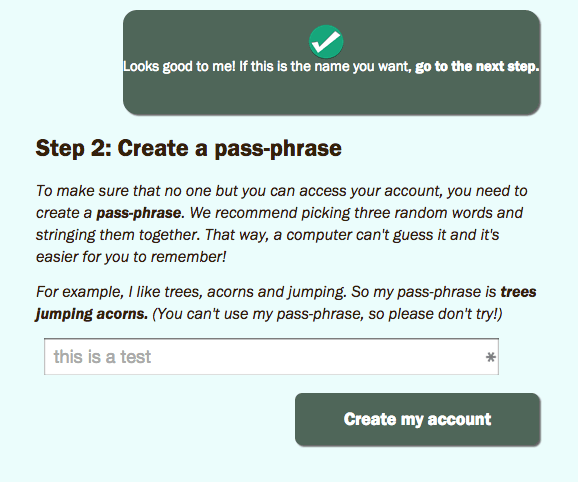 Looks good to me! If this is the name you want, go to the next step.
Step 2: Create a pass-phrase
To make sure that no one but you can access your account, you need to
create a pass-phrase. We recommend picking three random words and
stringing them together. That way, a computer can't guess it and it's
easier for you to remember!
For example, I like trees, acorns and jumping. So my pass-phrase is trees
jumping acorns. (You can't use my pass-phrase, so please don't try!)
this is a test *
Create my account